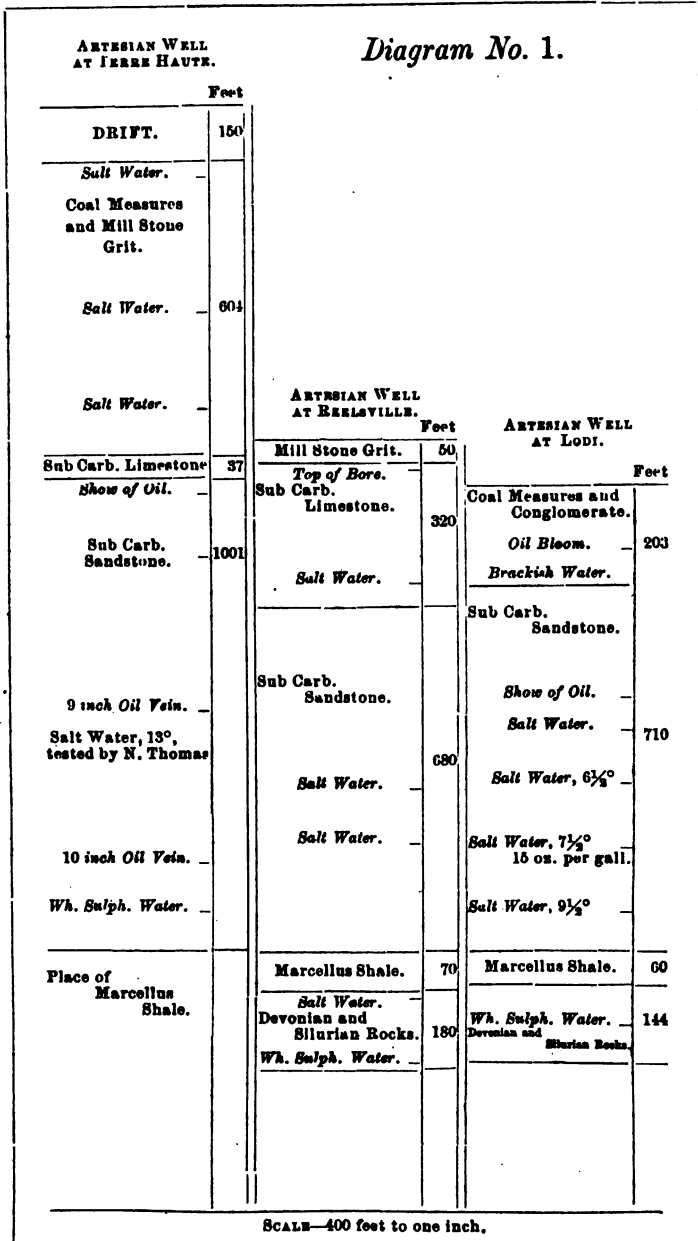 Diagram No. 1.
ARTESIAN WELL
AT TERRE HAUTE.
Feet
DRIFT. 150
Salt Water.
Coal Measures
and Mill Stone
Grit.
Salt Water. 604
Salt Water.
Sub Carb. Limestone 37
Show of Oil.
Sub Carb.
Sandstone. 1001
9 inch Oil Vein.
Salt Water, 13°,
tested by N. Thomas
10 inch Oil Vein.
Wh. Sulph. Water.
Place of
Marcellus
Shale.
ARTESIAN WELL
AT REELSVILLE.
Feet
Mill Stone Grit. 50
Top of Bore.
Sub Carb.
Limestone.
320
Salt Water.
Sub Carb.
Sandstone.
680
Salt Water.
Salt Water.
Marcellus Shale. 70
Salt Water.
Devonian and
Silurian Rocks. 180
Wh. Sulph. Water.
ARTESIAN WELL
AT LODI.
Feet
Coal Measures and
Conglomerate.
Oil Bloom. 203
Brackish Water.
Sub Carb.
Sandstone.
Show of Oil.
Salt Water.
710
Salt Water, 6½°
Salt Water, 7½°
15 oz. per gall.
Salt Water, 9½°
Marcellus Shale. 60
Wh. Sulph. Water. 144
Devonian and
Silurian Rocks.
SCALE—400 feet to one inch.